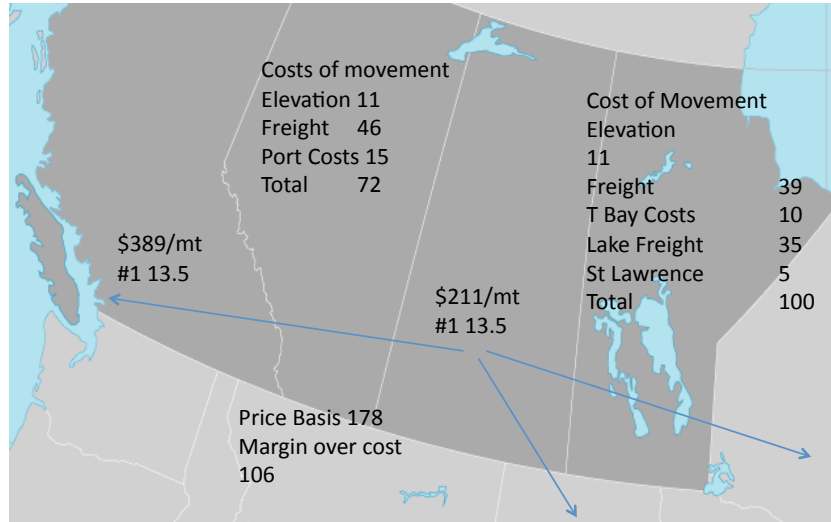 Costs of movement
Elevation 11
Freight 46
Port Costs 15
Total 72
Cost of Movement
Elevation
11
Freight 39
T Bay Costs 10
Lake Freight 35
St Lawrence 5
Total 100
$389/mt
#1 13.5
$211/mt
#1 13.5
Price Basis 178
Margin over cost
106